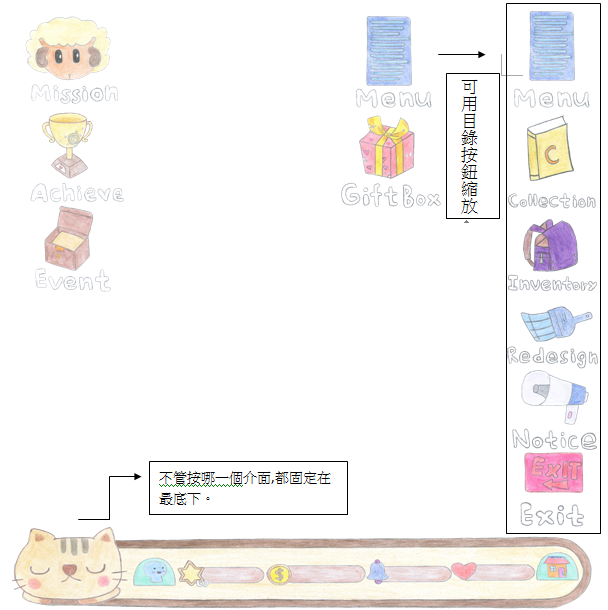 Mission
Achieve
Event
Menu
GiftBox
可用目錄按鈕縮放
Menu
C
Collection
Inventory
Redesign
Notice
EXIT
Exit
不管按哪一個介面,都固定在
最底下。
$